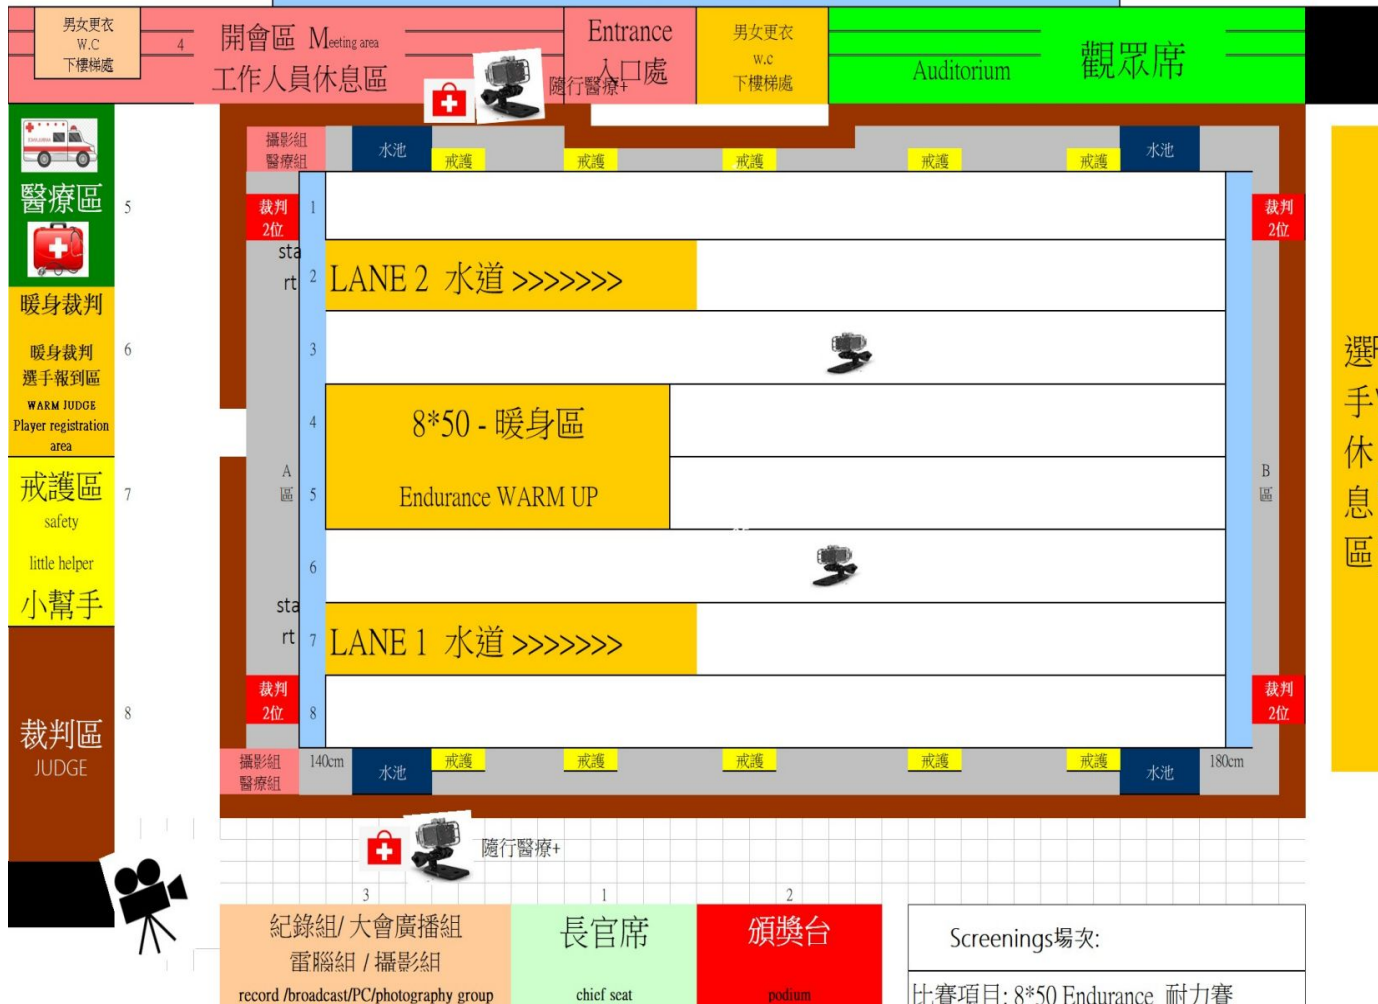 男女更衣
W.C
下樓梯處
4
開會區 Meeting area
工作人員休息區
Entrance
入口處
隨行醫療+
男女更衣
w.c
下樓梯處
Auditorium 觀眾席
醫療區
5
暖身裁判
暖身裁判
選手報到區
WARM JUDGE
Player registration
area
6
戒護區
safety
little helper
小幫手
7
裁判區
JUDGE
8
攝影組
醫療組
水池
戒護
戒護
戒護
戒護
戒護
水池
裁判
2位
1
裁判
2位
sta
rt
2
LANE 2 水道 >>>>>>>
3
4
8*50 - 暖身區
A
區
5
Endurance WARM UP
B
區
6
sta
rt
7
LANE 1 水道 >>>>>>>
裁判
2位
8
裁判
2位
攝影組
醫療組
140cm
水池
戒護
戒護
戒護
戒護
戒護
水池
180cm
選
手
休
息
區
隨行醫療+
3
1
2
紀錄組/ 大會廣播組
電腦組 / 攝影組
record /broadcast/PC/photography group
長官席
chief seat
頒獎台
podium
Screenings場次:
比賽項目: 8*50 Endurance 耐力賽